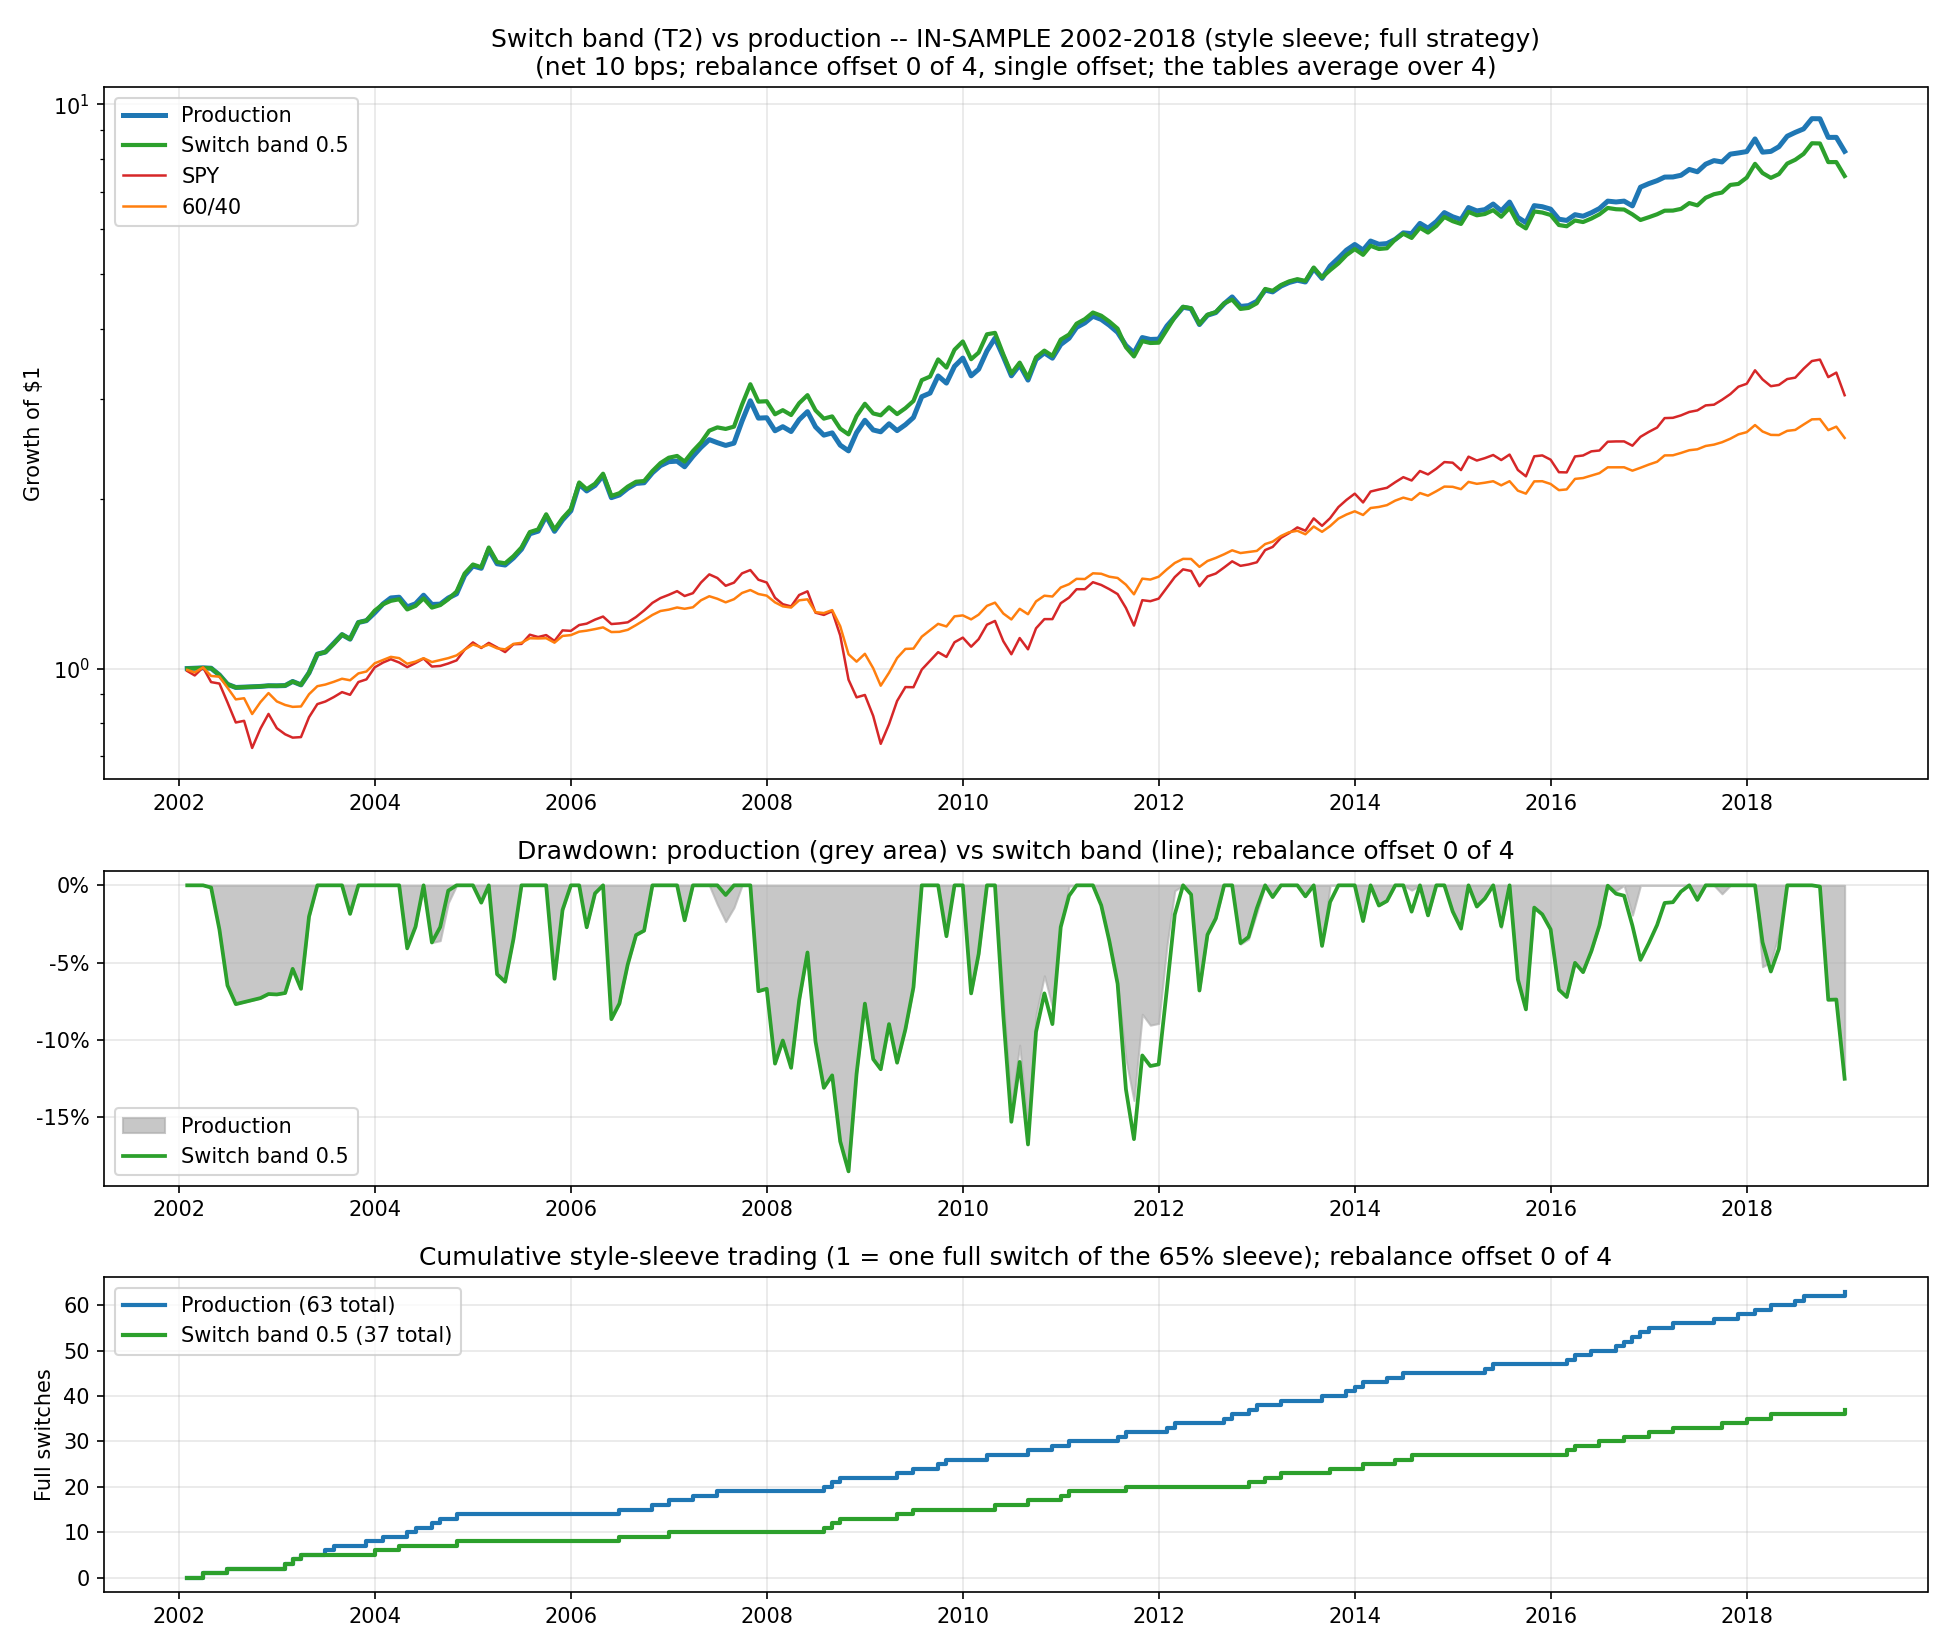 Switch band (T2) vs production -- IN-SAMPLE 2002-2018 (style sleeve; full strategy)
(net 10 bps; rebalance offset 0 of 4, single offset; the tables average over 4)
Growth of $1
10¹
10⁰
Production
Switch band 0.5
SPY
60/40
2002 2004 2006 2008 2010 2012 2014 2016 2018
Drawdown: production (grey area) vs switch band (line); rebalance offset 0 of 4
0%
-5%
-10%
-15%
Production
Switch band 0.5
2002 2004 2006 2008 2010 2012 2014 2016 2018
Cumulative style-sleeve trading (1 = one full switch of the 65% sleeve); rebalance offset 0 of 4
Full switches
60
50
40
30
20
10
0
Production (63 total)
Switch band 0.5 (37 total)
2002 2004 2006 2008 2010 2012 2014 2016 2018